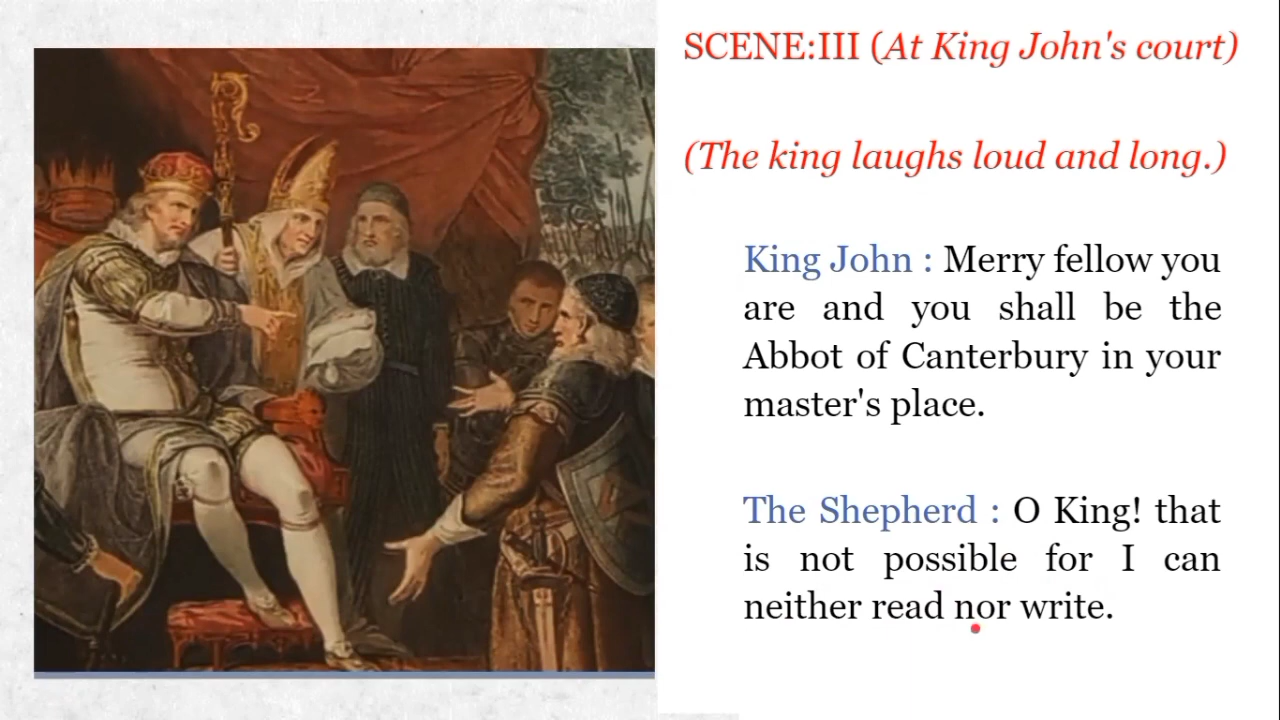 SCENE:III (At King John's court)
(The king laughs loud and long.)
King John : Merry fellow you
are and you shall be the
Abbot of Canterbury in your
master's place.
The Shepherd : O King! that
is not possible for I can
neither read nor write.